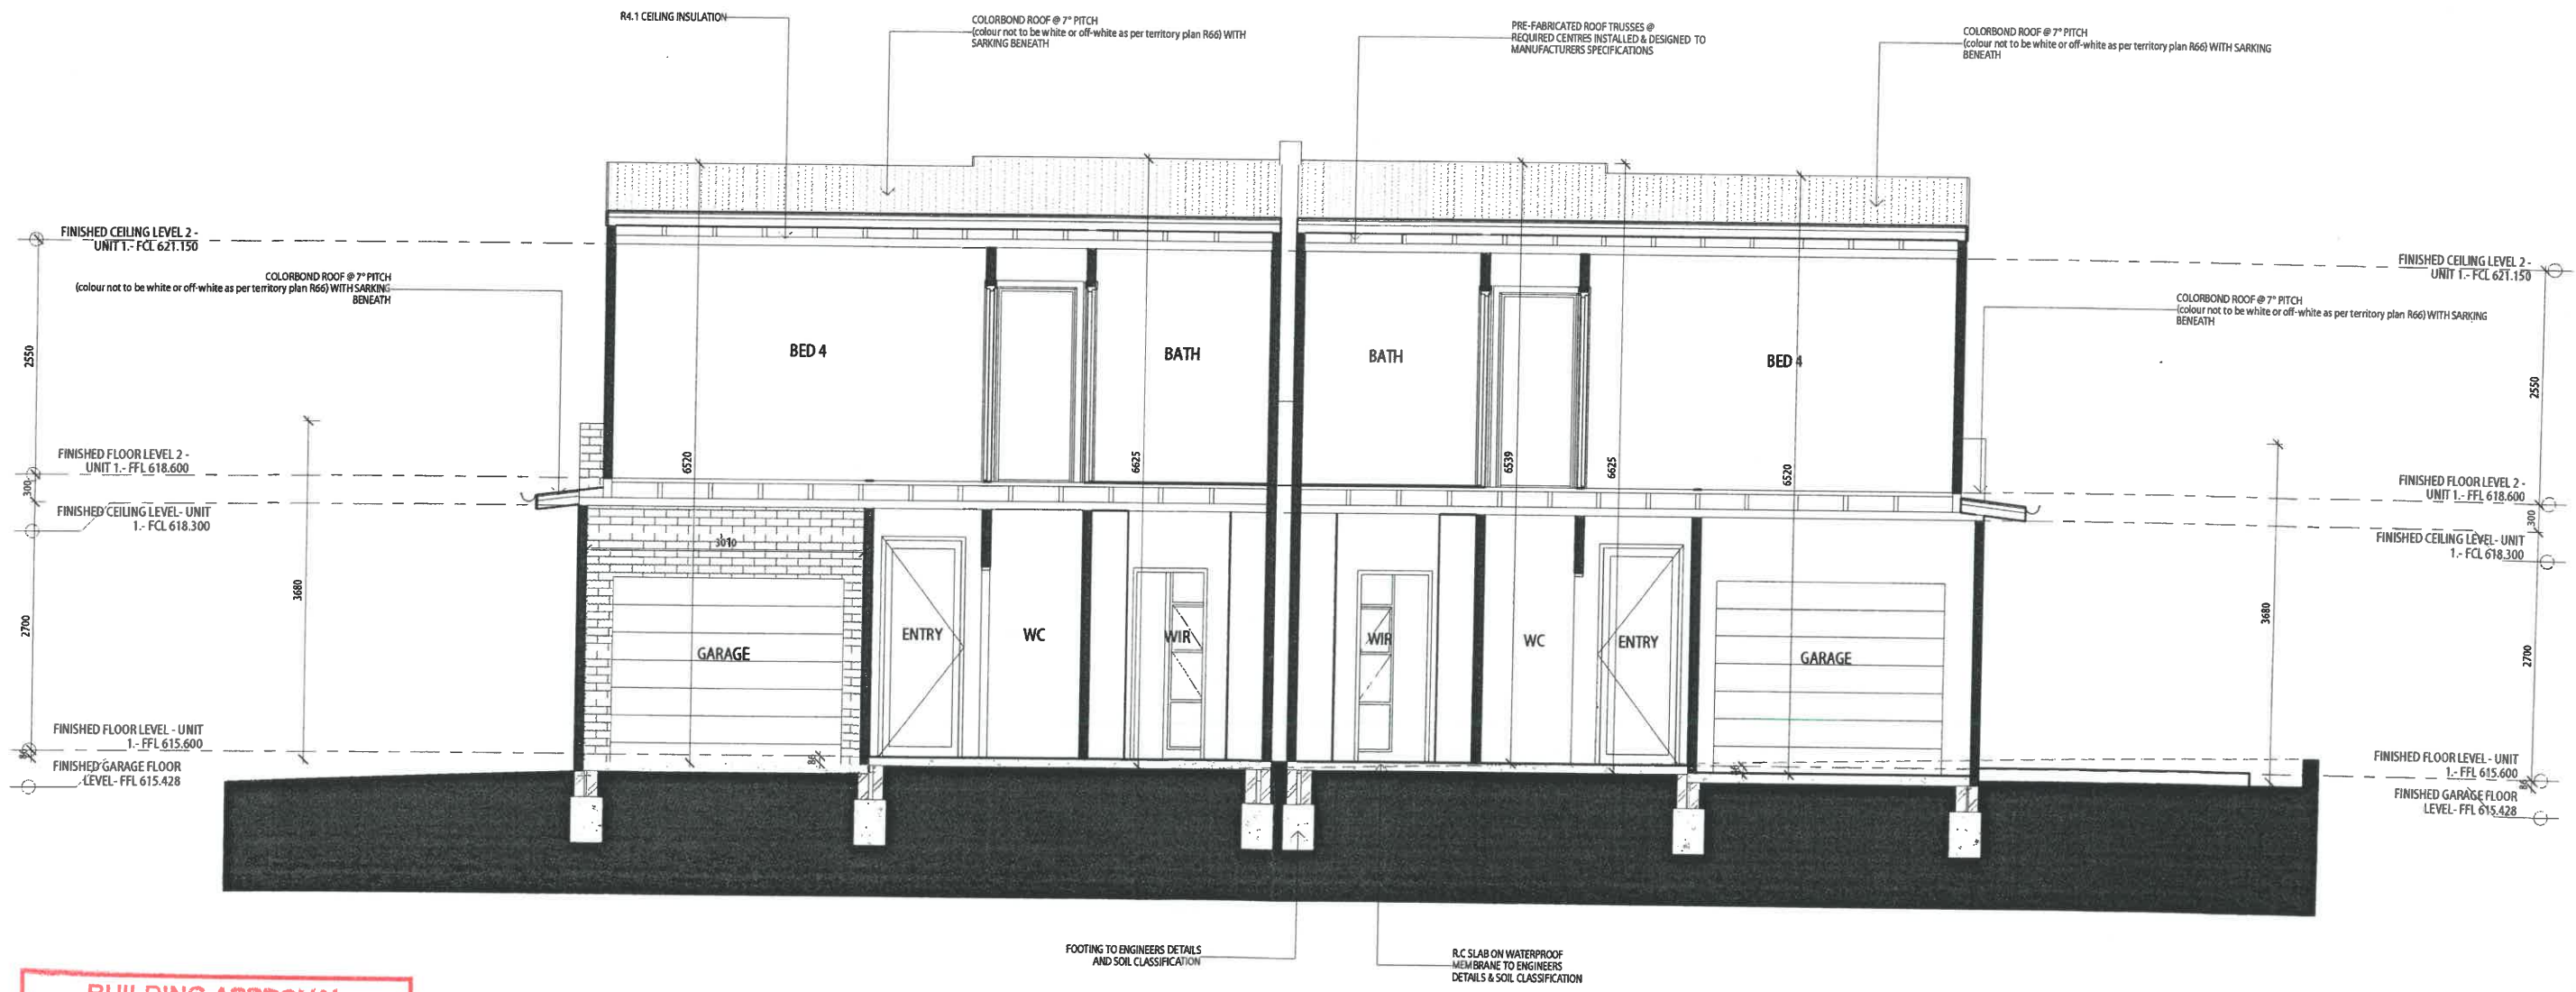 R4.1 CEILING INSULATION
COLORBOND ROOF @ 7° PITCH
(colour not to be white or off-white as per territory plan R66) WITH
SARKING BENEATH
PRE-FABRICATED ROOF TRUSSES @
REQUIRED CENTRES INSTALLED & DESIGNED TO
MANUFACTURERS SPECIFICATIONS
COLORBOND ROOF @ 7° PITCH
(colour not to be white or off-white as per territory plan R66) WITH SARKING
BENEATH
FINISHED CEILING LEVEL 2 -
UNIT 1.- FCL 621.150
COLORBOND ROOF @ 7° PITCH
(colour not to be white or off-white as per territory plan R66) WITH SARKING
BENEATH
2550
FINISHED FLOOR LEVEL 2 -
UNIT 1.- FFL 618.600
300
FINISHED CEILING LEVEL- UNIT
1.- FCL 618.300
2700
3680
FINISHED FLOOR LEVEL - UNIT
1.- FFL 615.600
86
FINISHED GARAGE FLOOR
LEVEL- FFL 615.428
BED 4
BATH
BATH
BED 4
6520
6625
6539
6625
6520
3010
GARAGE
ENTRY
WC
WIR
WIR
WC
ENTRY
GARAGE
86
FINISHED CEILING LEVEL 2 -
UNIT 1.- FCL 621.150
COLORBOND ROOF @ 7° PITCH
(colour not to be white or off-white as per territory plan R66) WITH SARKING
BENEATH
2550
FINISHED FLOOR LEVEL 2 -
UNIT 1.- FFL 618.600
300
FINISHED CEILING LEVEL- UNIT
1.- FCL 618.300
3680
2700
FINISHED FLOOR LEVEL - UNIT
1.- FFL 615.600
86
FINISHED GARAGE FLOOR
LEVEL- FFL 615.428
FOOTING TO ENGINEERS DETAILS
AND SOIL CLASSIFICATION
R.C SLAB ON WATERPROOF
MEMBRANE TO ENGINEERS
DETAILS & SOIL CLASSIFICATION
BUILDING APPROVAL